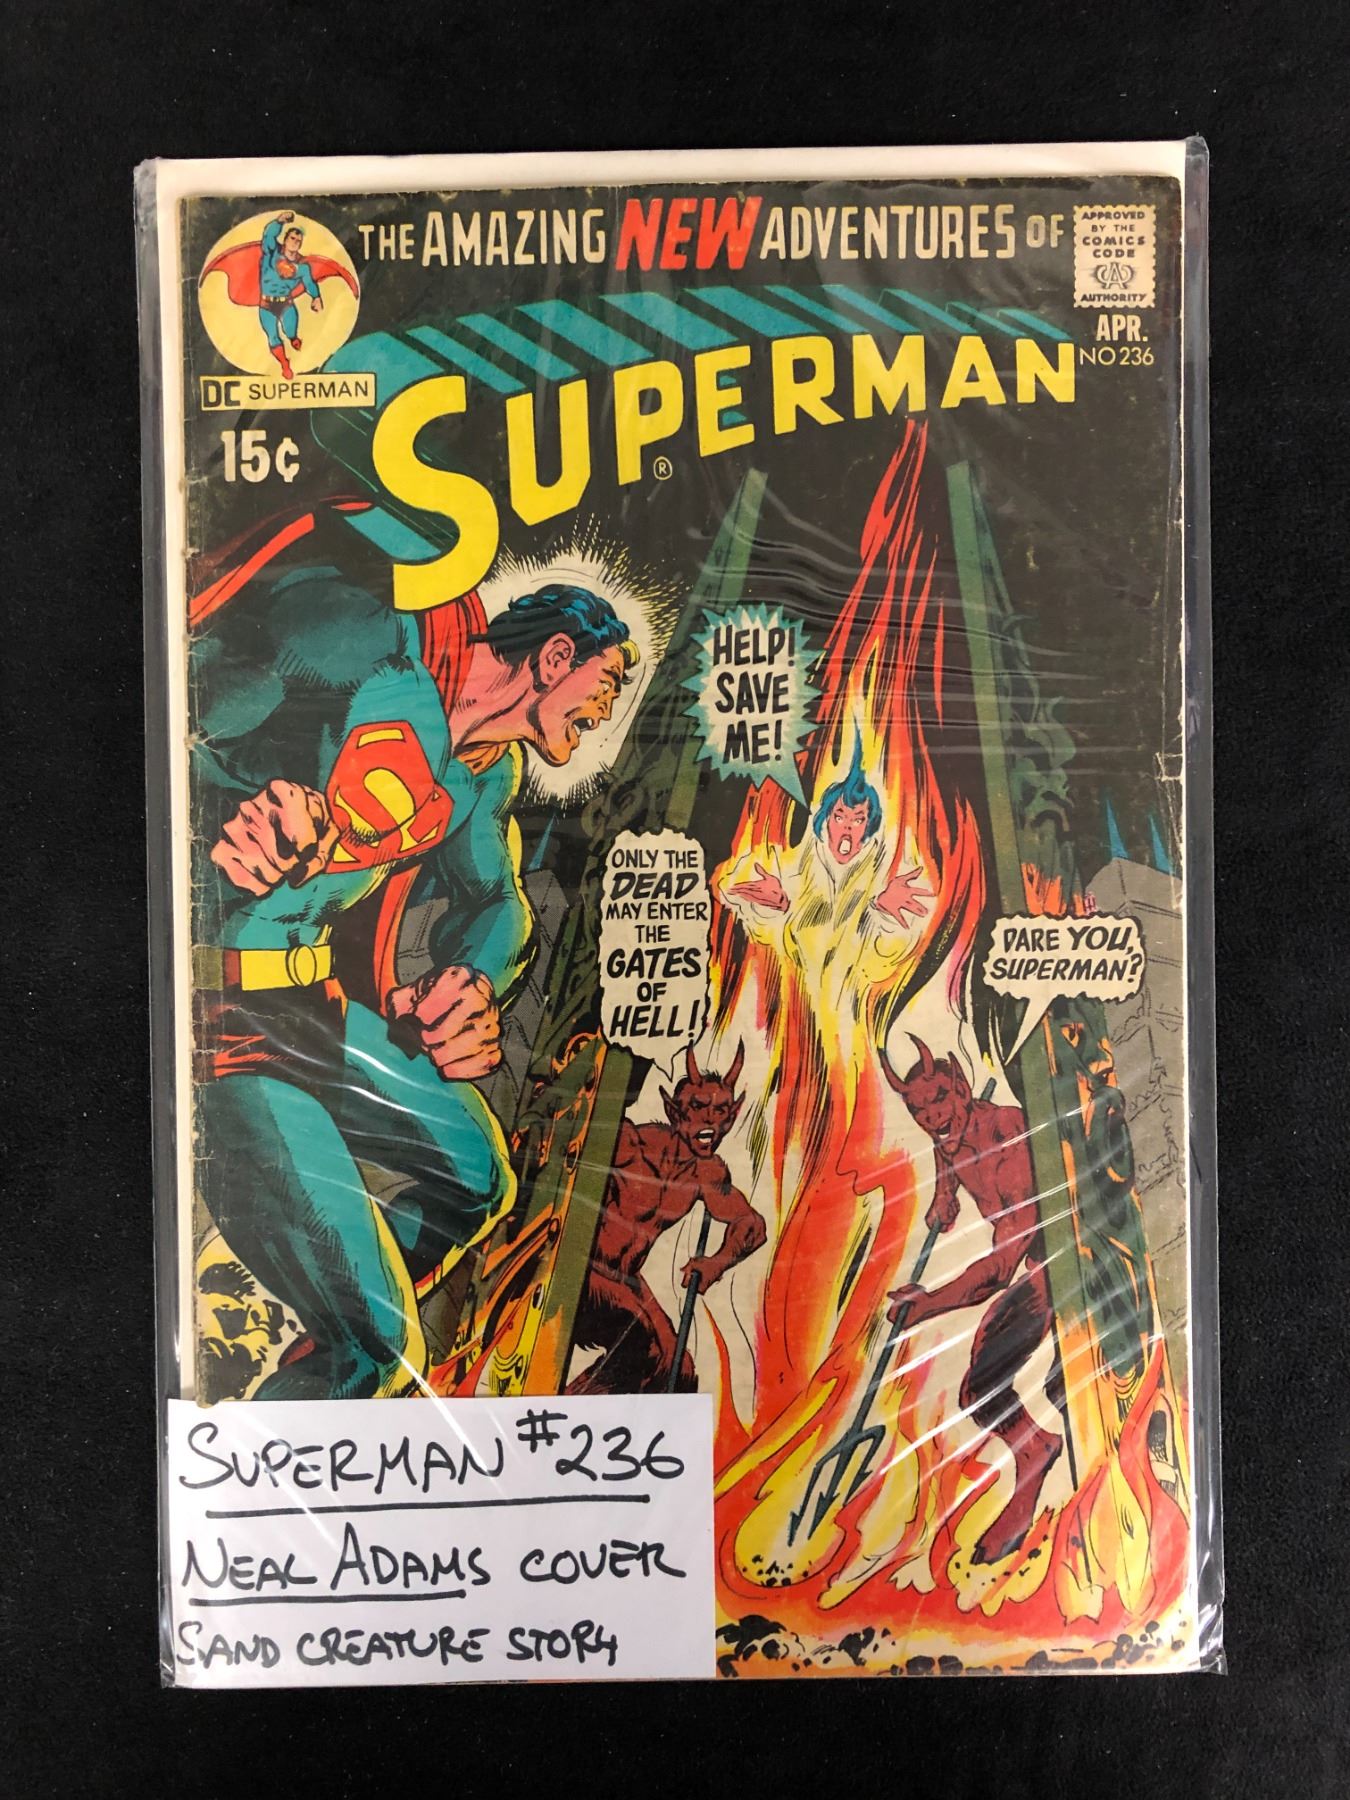 THE AMAZING NEW ADVENTURES OF
SUPERMAN
®
APPROVED
BY THE
COMICS
CODE
CA
AUTHORITY
APR.
NO 236
DC SUPERMAN
15¢
HELP!
SAVE
ME!
ONLY THE
DEAD
MAY ENTER
THE
GATES
OF
HELL!
DARE YOU,
SUPERMAN?
SUPERMAN #236
NEAL ADAMS COVER
SAND CREATURE STORY